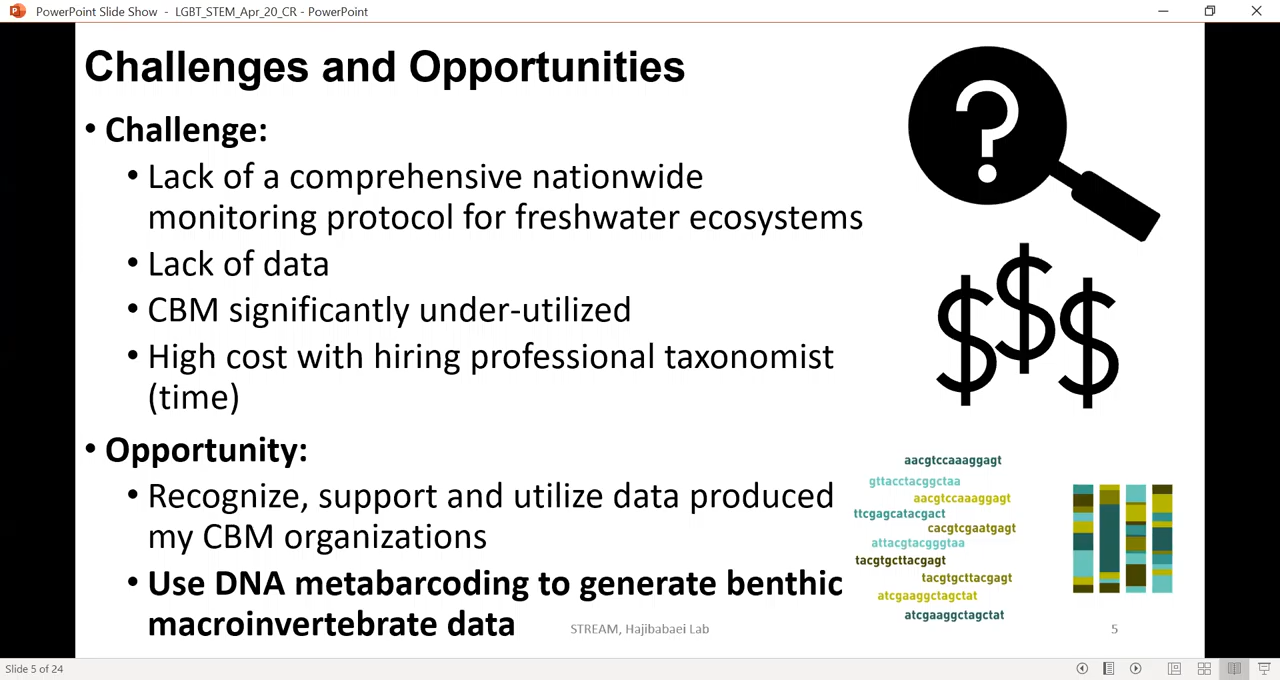 PowerPoint Slide Show - LGBT_STEM_Apr_20_CR - PowerPoint
Challenges and Opportunities
• Challenge:
• Lack of a comprehensive nationwide
monitoring protocol for freshwater ecosystems
• Lack of data
• CBM significantly under-utilized
• High cost with hiring professional taxonomist
(time)
• Opportunity:
• Recognize, support and utilize data produced
my CBM organizations
• Use DNA metabarcoding to generate benthic
macroinvertebrate data
?
$$$
aacgtccaaaggagt
gttacctacggctaa
aacgtccaaaggagt
ttcgagcatacgact
cacgtcgaatgagt
attacgtacgggtaa
tacgtgcttacgagt
tacgtgcttacgagt
atcgaaggctagctat
atcgaaggctagctat
STREAM, Hajibabaei Lab
5
Slide 5 of 24